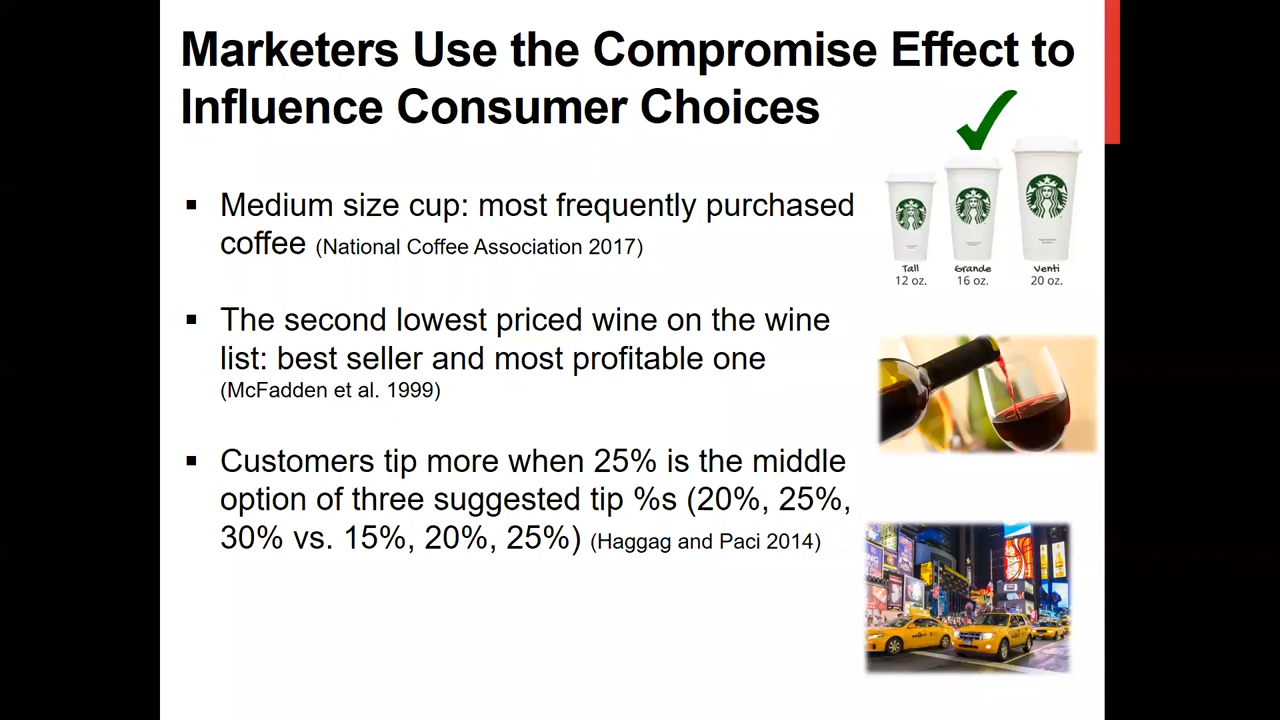 Marketers Use the Compromise Effect to
Influence Consumer Choices
▪ Medium size cup: most frequently purchased
coffee (National Coffee Association 2017)
Tall
12 oz.
Grande
16 oz.
Venti
20 oz.
▪ The second lowest priced wine on the wine
list: best seller and most profitable one
(McFadden et al. 1999)
▪ Customers tip more when 25% is the middle
option of three suggested tip %s (20%, 25%,
30% vs. 15%, 20%, 25%) (Haggag and Paci 2014)